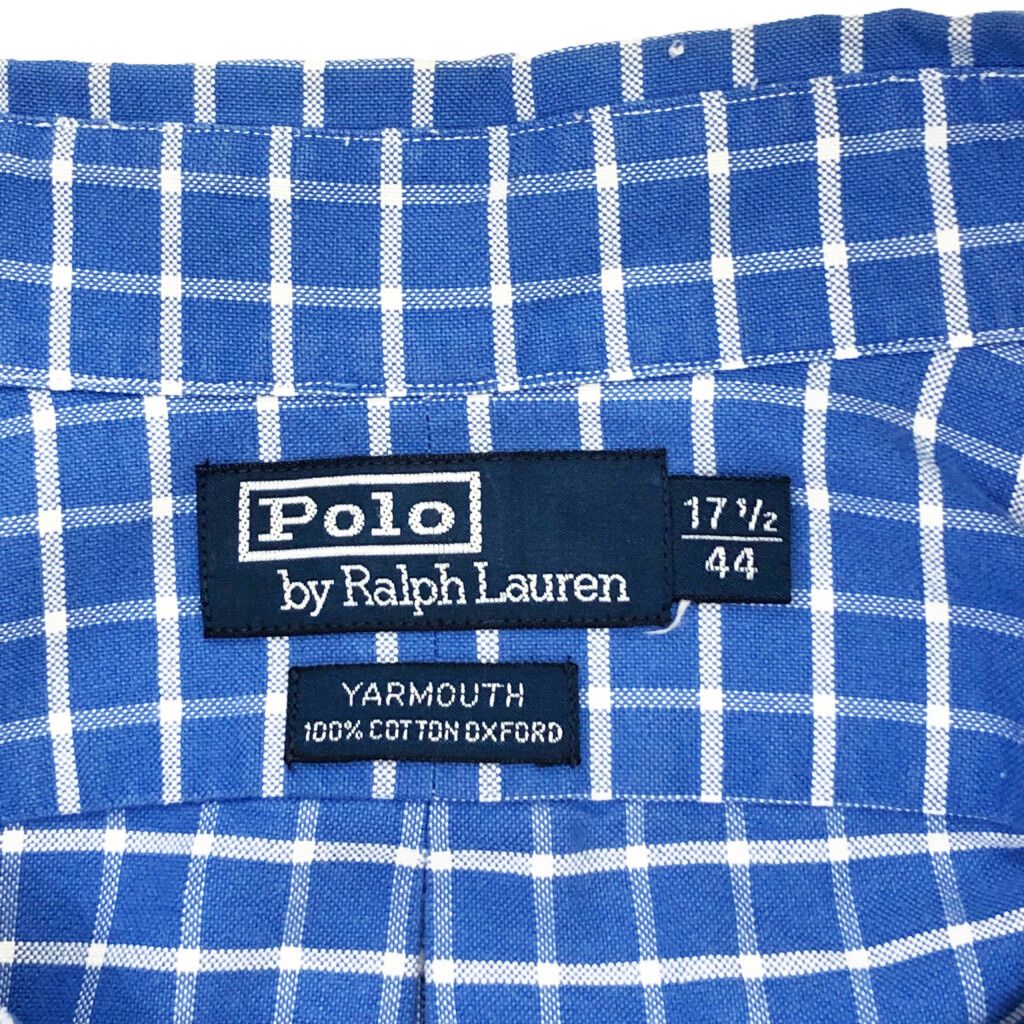 Polo
by Ralph Lauren
17 1/2
44
YARMOUTH
100% COTTON OXFORD